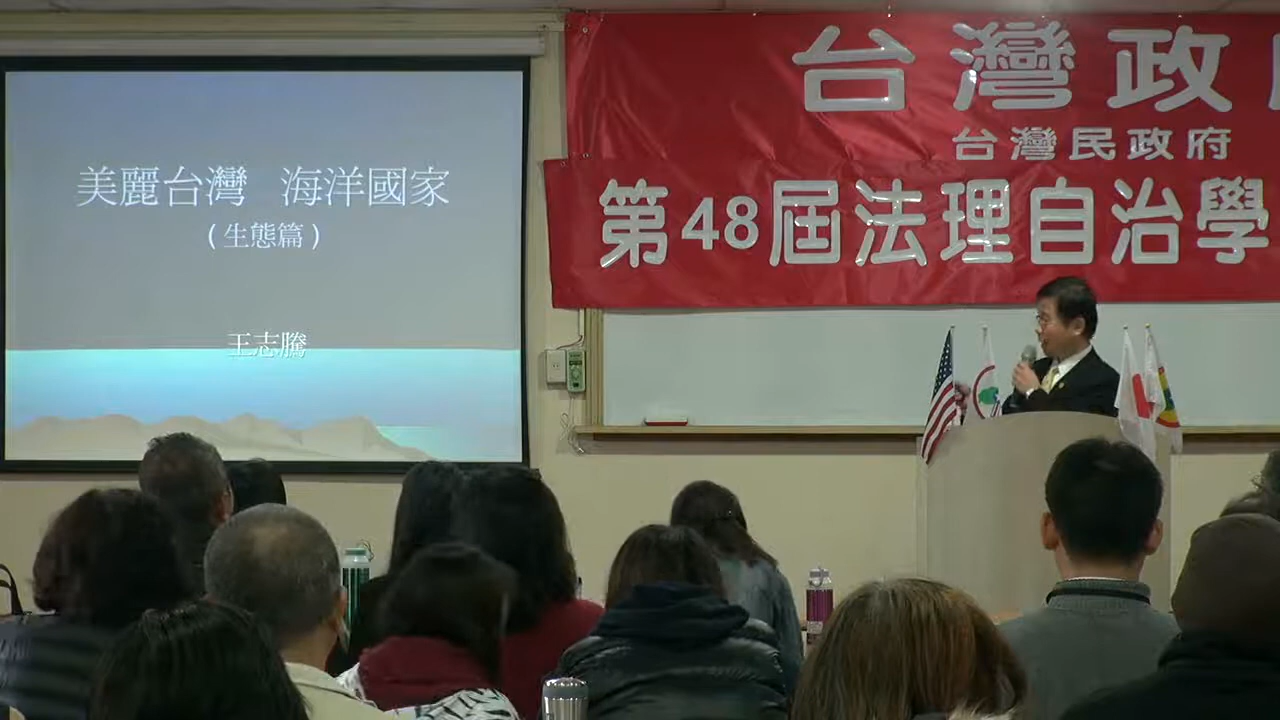 美麗台灣 海洋國家
(生態篇)
王志騰
台灣政
台灣民政府
第48屆法理自治學